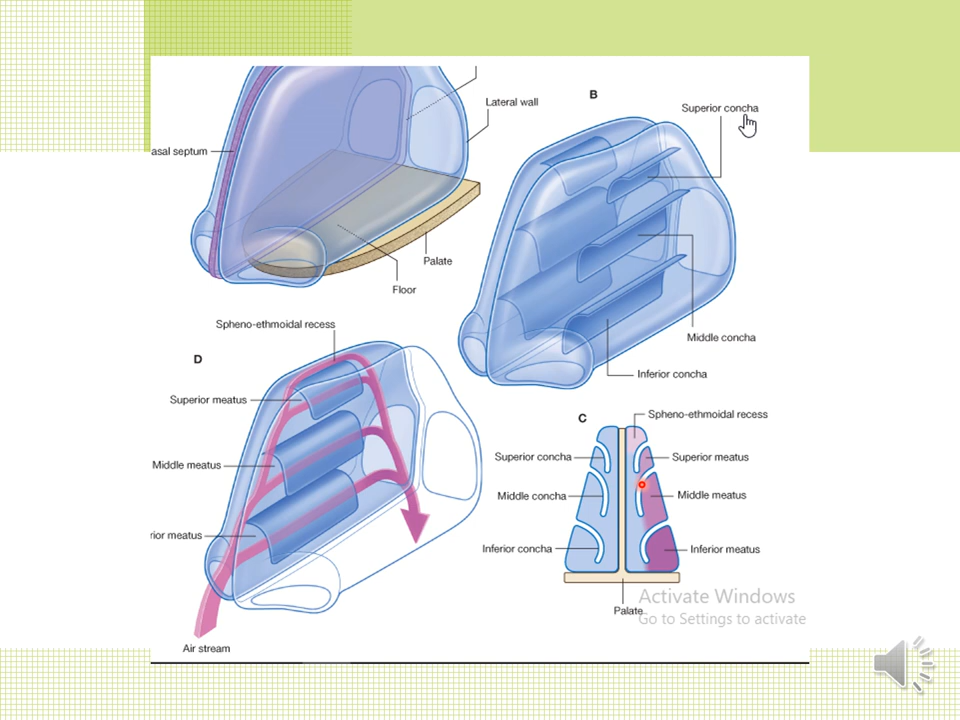 B
Superior concha
Lateral wall
asal septum
Palate
Floor
Middle concha
Inferior concha
Spheno-ethmoidal recess
D
Superior meatus
Middle meatus
rior meatus
Air stream
C
Spheno-ethmoidal recess
Superior concha
Superior meatus
Middle concha
Middle meatus
Inferior concha
Inferior meatus
Palate
Activate Windows
Go to Settings to activate